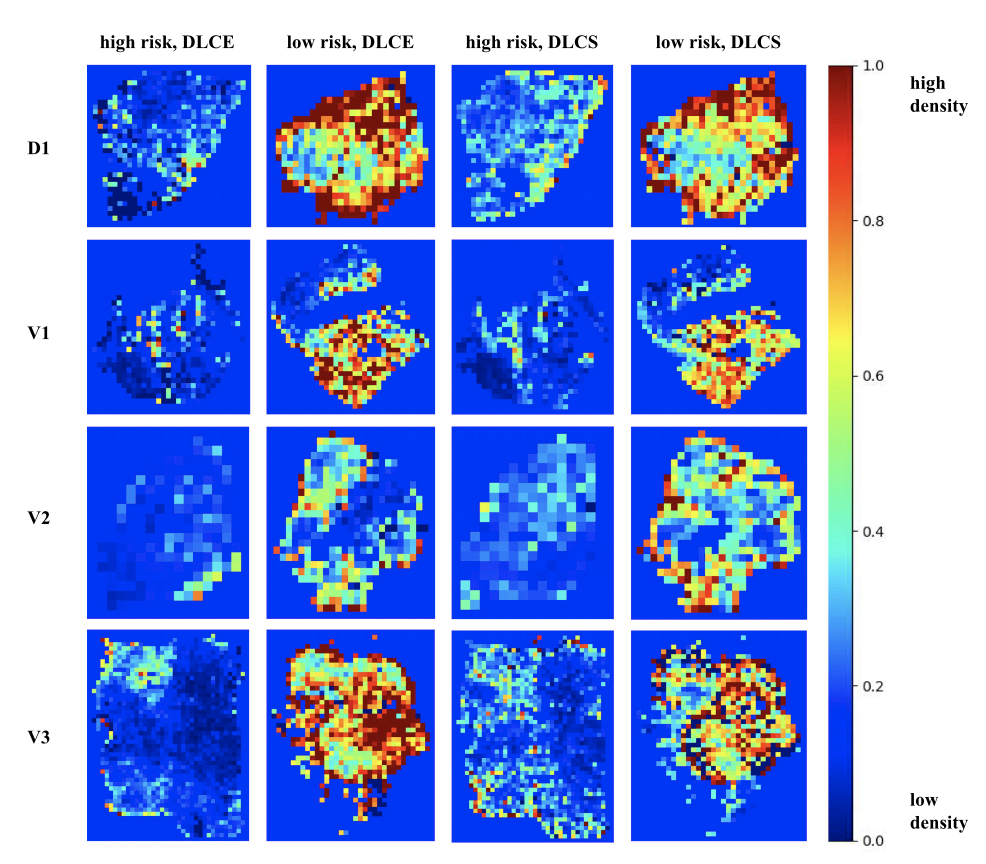 high risk, DLCE
low risk, DLCE
high risk, DLCS
low risk, DLCS
D1
V1
V2
V3
1.0
0.8
0.6
0.4
0.2
0.0
high
density
low
density